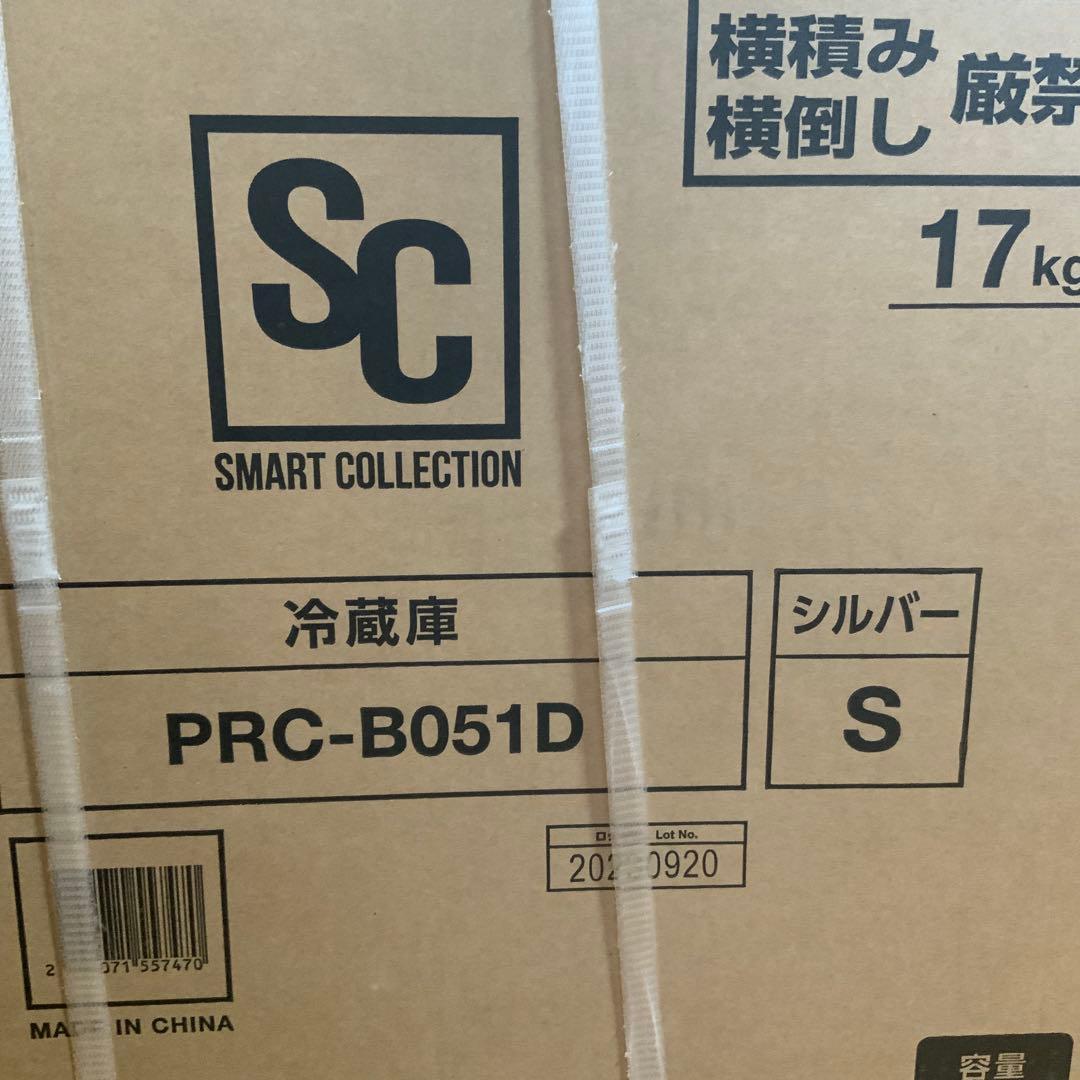 横積み
横倒し
厳禁
17kg
SC
SMART COLLECTION
冷蔵庫
PRC-B051D
シルバー
S
Lot No.
557470
IN CHINA
容量